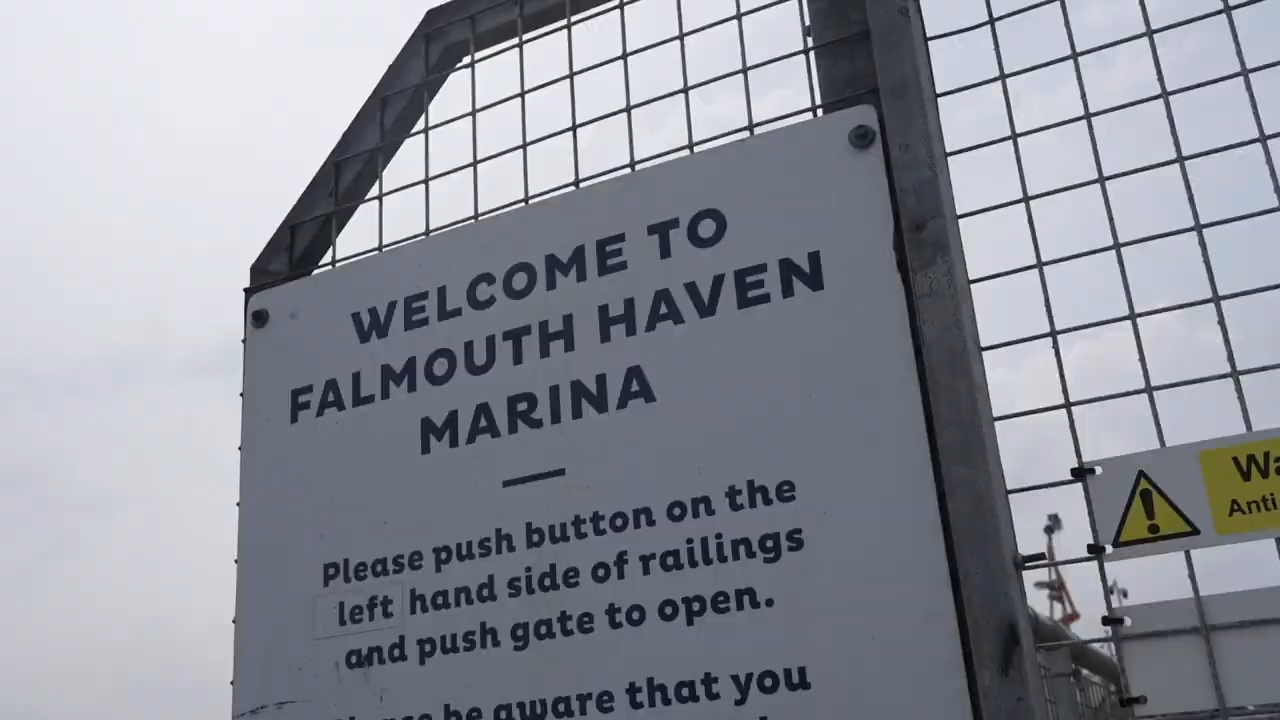 WELCOME TO
FALMOUTH HAVEN
MARINA
Please push button on the
left hand side of railings
and push gate to open.
be aware that you
Anti